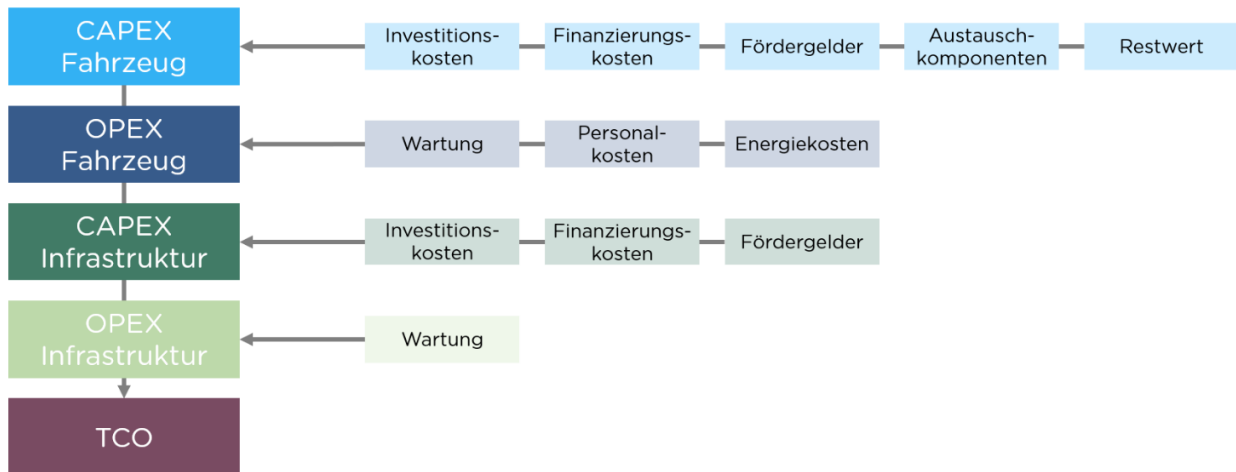 CAPEX
Fahrzeug
Investitions-
kosten
Finanzierungs-
kosten
Fördergelder
Austausch-
komponenten
Restwert
OPEX
Fahrzeug
Wartung
Personal-
kosten
Energiekosten
CAPEX
Infrastruktur
Investitions-
kosten
Finanzierungs-
kosten
Fördergelder
OPEX
Infrastruktur
Wartung
TCO